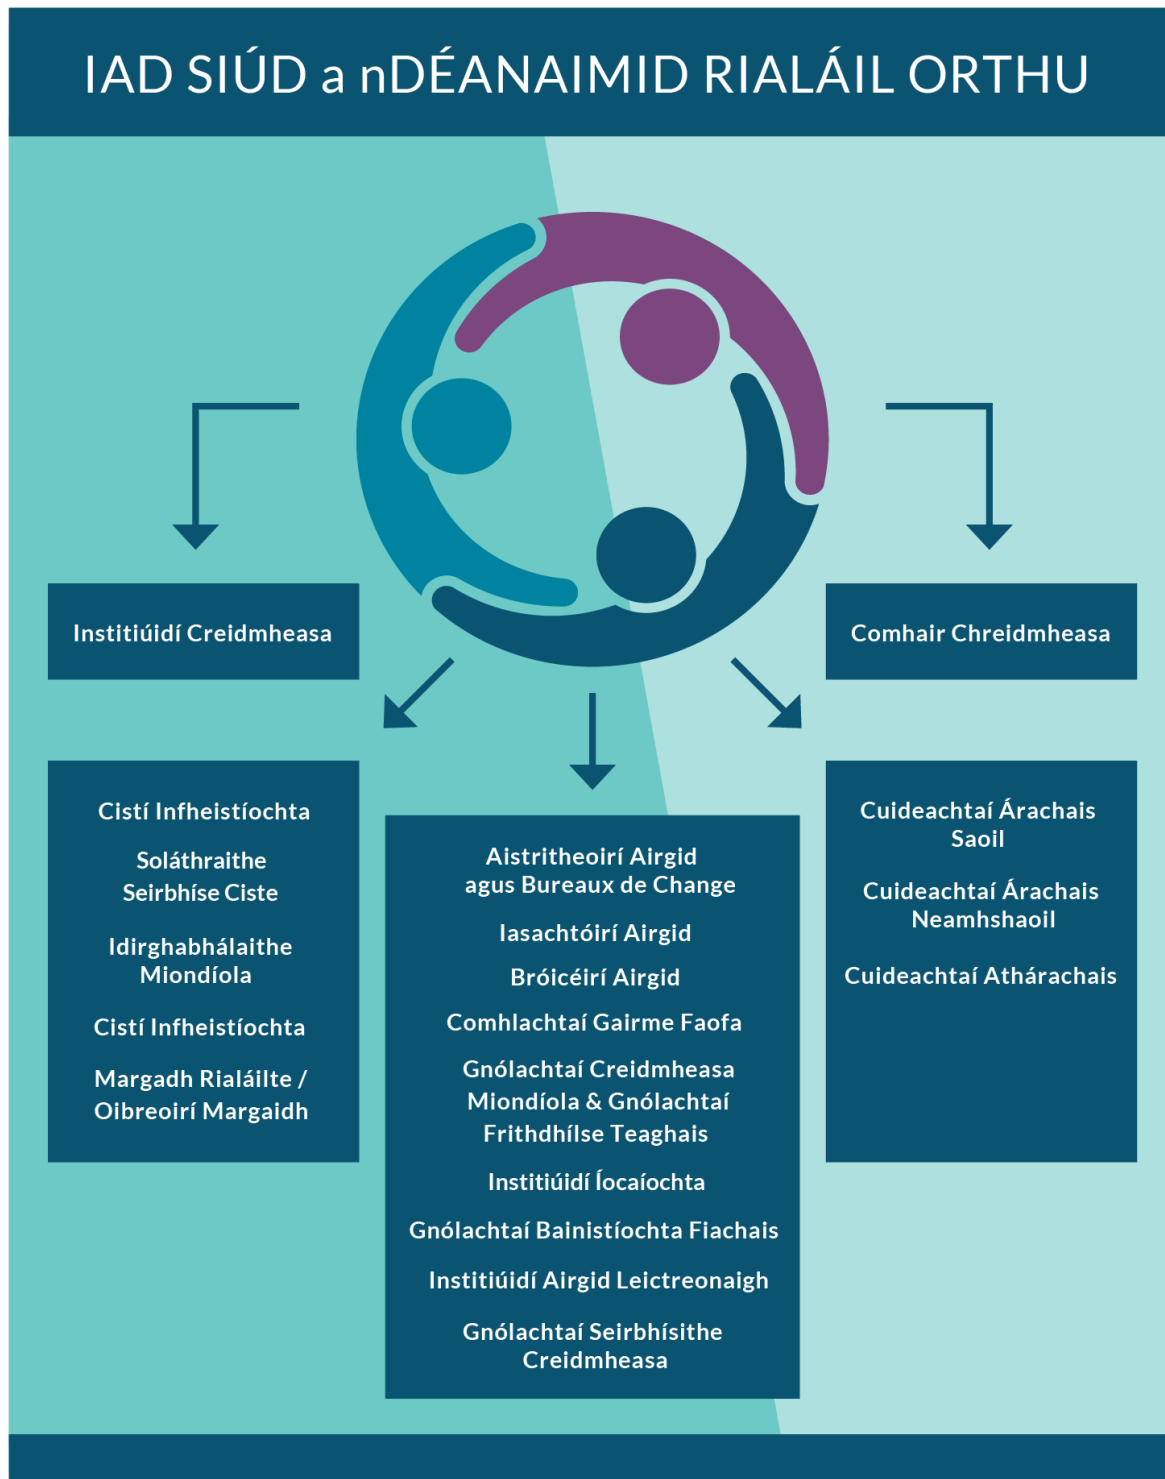 IAD SIÚD a nDÉANAIMID RIALÁIL ORTHU
Institiúidí Creidmheasa
Comhair Chreidmheasa
Cistí Infheistíochta
Soláthraithe
Seirbhíse Ciste
Idirghabhálaithe
Miondíola
Cistí Infheistíochta
Margadh Rialáilte /
Oibreoirí Margaidh
Aistritheoirí Airgid
agus Bureaux de Change
Iasachtóirí Airgid
Bróicéirí Airgid
Comhlachtaí Gairme Faofa
Gnólachtaí Creidmheasa
Miondíola & Gnólachtaí
Frithdhílse Teaghais
Institiúidí Íocaíochta
Gnólachtaí Bainistíochta Fiachais
Institiúidí Airgid Leictreonaigh
Gnólachtaí Seirbhísithe
Creidmheasa
Cuideachtaí Árachais
Saoil
Cuideachtaí Árachais
Neamhshaoil
Cuideachtaí Athárachais